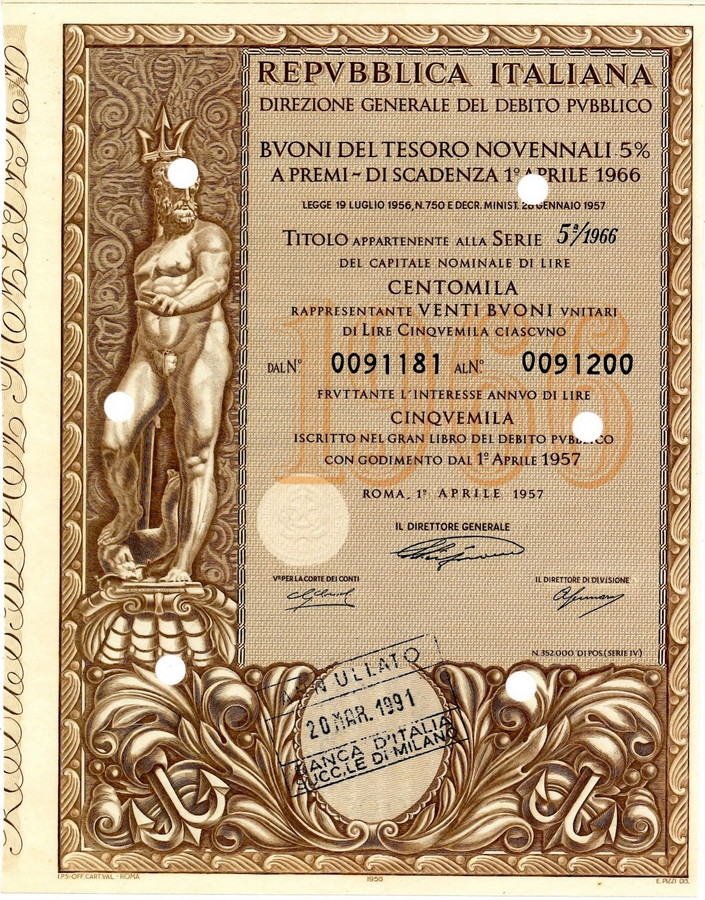 REPVBBLICA ITALIANA
DIREZIONE GENERALE DEL DEBITO PVBBLICO
BVONI DEL TESORO NOVENNALI 5%
A PREMI - DI SCADENZA 1° APRILE 1966
LEGGE 19 LUGLIO 1956, N. 750 E DECR. MINIST. 28 GENNAIO 1957
TITOLO APPARTENENTE ALLA SERIE 5ª/1966
DEL CAPITALE NOMINALE DI LIRE
CENTOMILA
RAPPRESENTANTE VENTI BVONI VNITARI
DI LIRE CINQVEMILA CIASCVNO
DAL N° 0091181 AL N° 0091200
FRVTTANTE L'INTERESSE ANNVO DI LIRE
CINQVEMILA
ISCRITTO NEL GRAN LIBRO DEL DEBITO PVBBLICO
CON GODIMENTO DAL 1° APRILE 1957
1966
ROMA, 1° APRILE 1957
IL DIRETTORE GENERALE
V° PER LA CORTE DEI CONTI
IL DIRETTORE DI DIVISIONE
N. 352.000 DI POS. (SERIE IV)
ANNULLATO
20 MAR. 1991
BANCA D'ITALIA
SUCC.LE DI MILANO
I.P.S-OFF. CART. VAL. - ROMA
1956
E. PIZZI DIS.